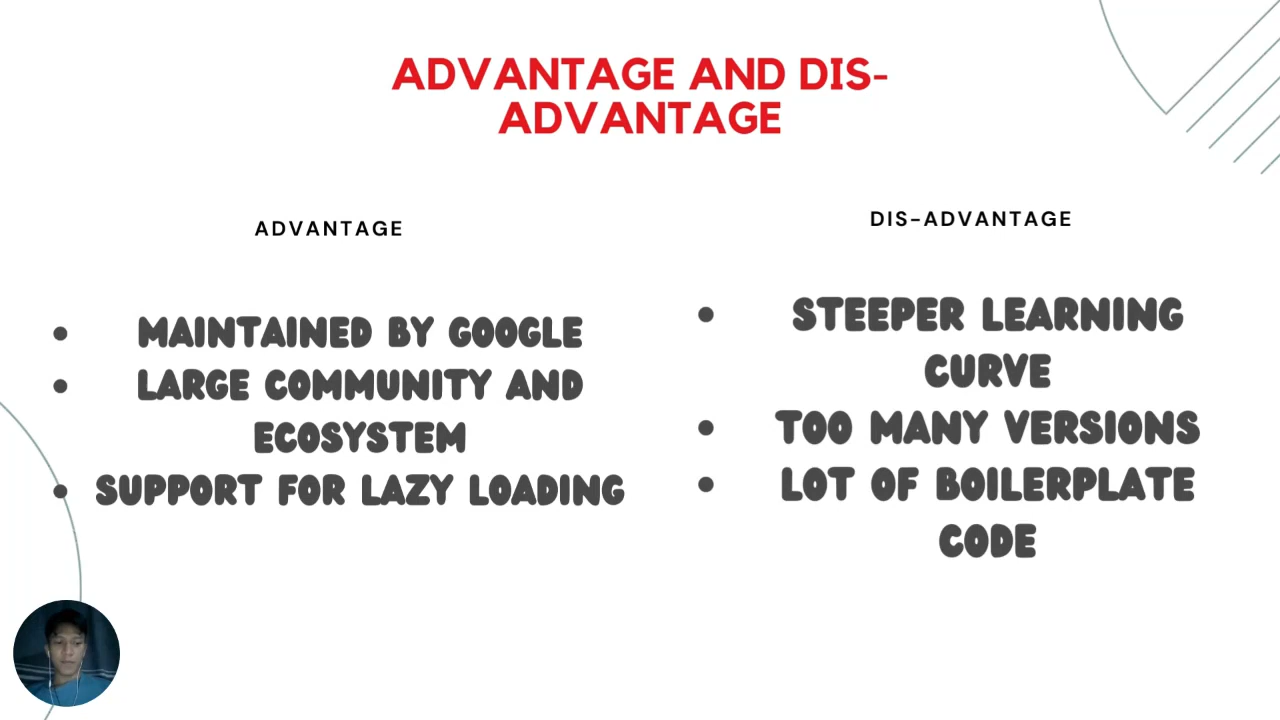 ADVANTAGE AND DIS-
ADVANTAGE
ADVANTAGE
MAINTAINED BY GOOGLE
LARGE COMMUNITY AND
ECOSYSTEM
SUPPORT FOR LAZY LOADING
DIS-ADVANTAGE
STEEPER LEARNING
CURVE
TOO MANY VERSIONS
LOT OF BOILERPLATE
CODE